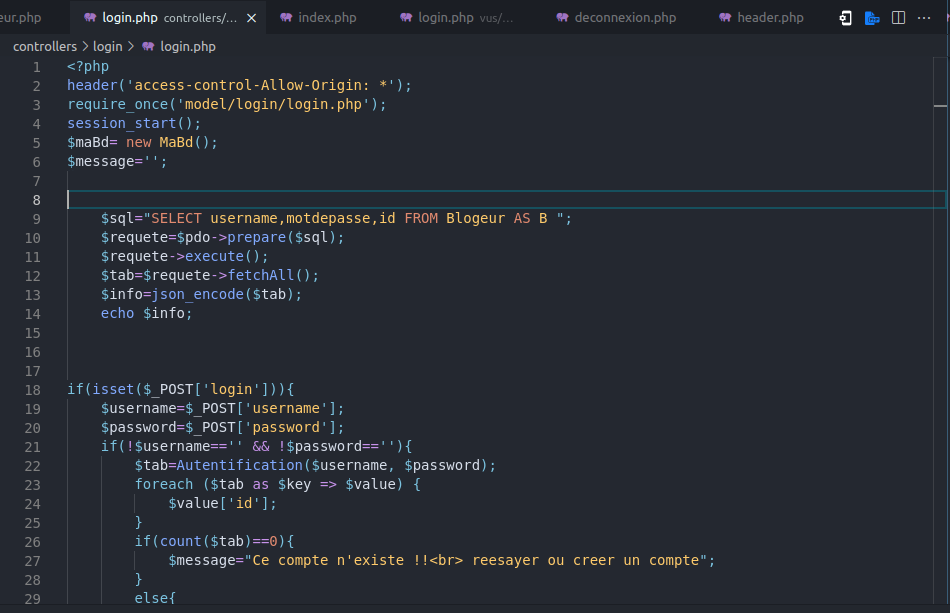 eur.php login.php controllers/... index.php login.php vus/... deconnexion.php header.php
controllers > login > login.php
1 <?php
2 header('access-control-Allow-Origin: *');
3 require_once('model/login/login.php');
4 session_start();
5 $maBd= new MaBd();
6 $message='';
7
8
9 $sql="SELECT username,motdepasse,id FROM Blogeur AS B ";
10 $requete=$pdo->prepare($sql);
11 $requete->execute();
12 $tab=$requete->fetchAll();
13 $info=json_encode($tab);
14 echo $info;
15
16
17
18 if(isset($_POST['login'])){
19 $username=$_POST['username'];
20 $password=$_POST['password'];
21 if(!$username=='' && !$password==''){
22 $tab=Autentification($username, $password);
23 foreach ($tab as $key => $value) {
24 $value['id'];
25 }
26 if(count($tab)==0){
27 $message="Ce compte n'existe !!<br> reesayer ou creer un compte";
28 }
29 else{